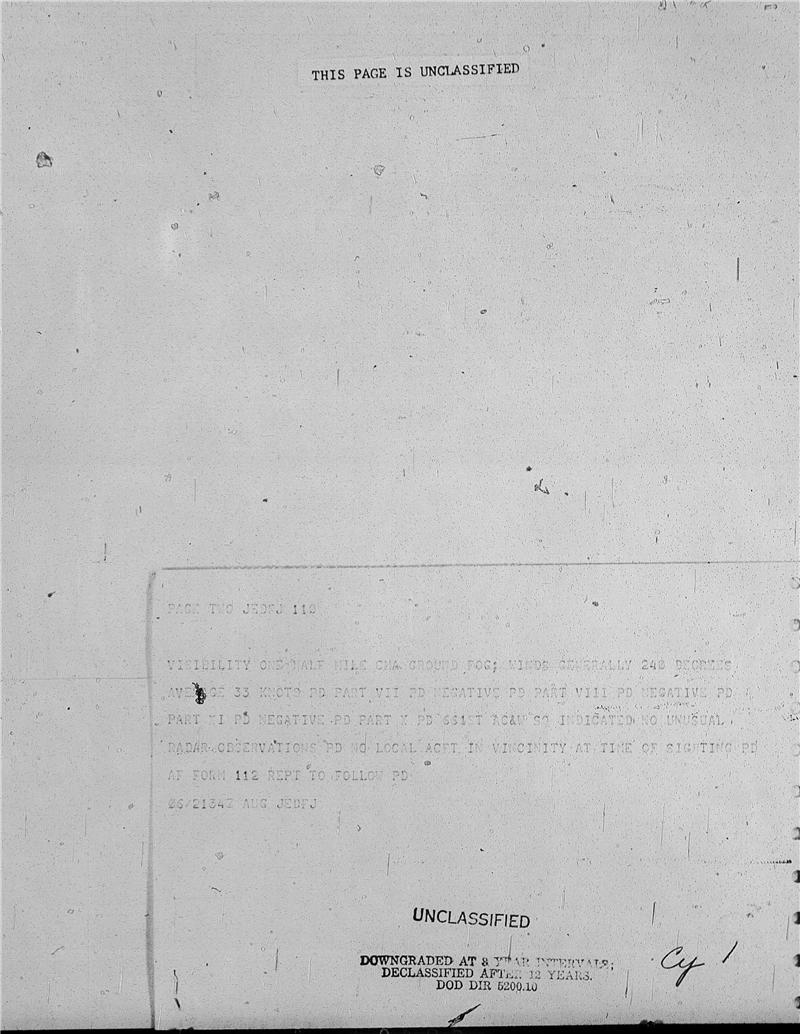 THIS PAGE IS UNCLASSIFIED
PAGE TWO JEDFJ 110
VISIBILITY ONE HALF MILE CMA GROUND FOG; WINDS GENERALLY 240 DEGREES
AVERAGE 33 KNOTS PD PART VII PD NEGATIVE PD PART VIII PD NEGATIVE PD
PART XI PD NEGATIVE PD PART X PD 661ST AC&W SQ INDICATED NO UNUSUAL
RADAR OBSERVATIONS PD NO LOCAL ACFT IN VINCINITY AT TIME OF SIGHTING PD
AF FORM 112 REPT TO FOLLOW PD
06/2134Z AUG JEDFJ
UNCLASSIFIED
DOWNGRADED AT 3 YEAR INTERVALS;
DECLASSIFIED AFTER 12 YEARS.
DOD DIR 5200.10
Cy 1